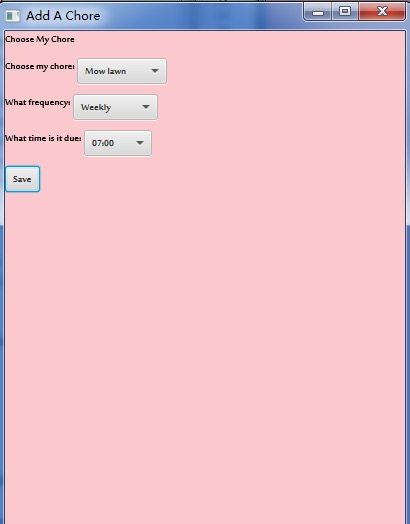 Add A Chore
Choose My Chore
Choose my chore: Mow lawn
What frequency: Weekly
What time is it due: 07:00
Save